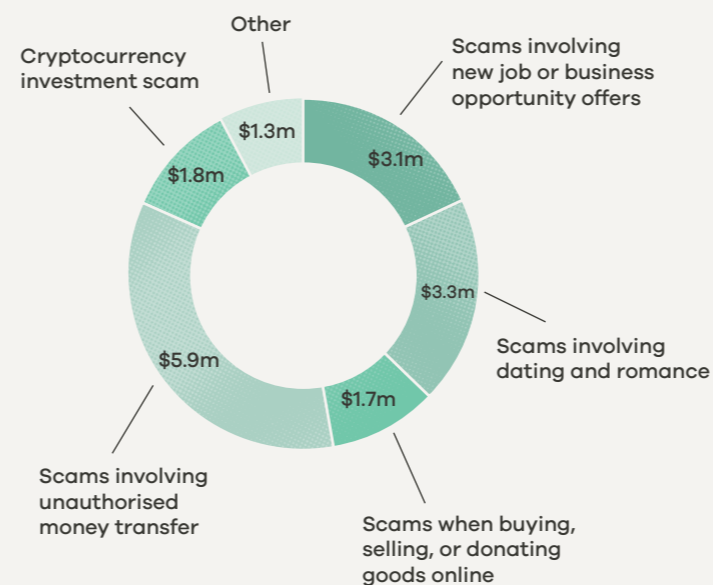 Other
Cryptocurrency
investment scam
Scams involving
new job or business
opportunity offers
$1.3m
$3.1m
$1.8m
$3.3m
Scams involving
dating and romance
$5.9m
$1.7m
Scams involving
unauthorised
money transfer
Scams when buying,
selling, or donating
goods online